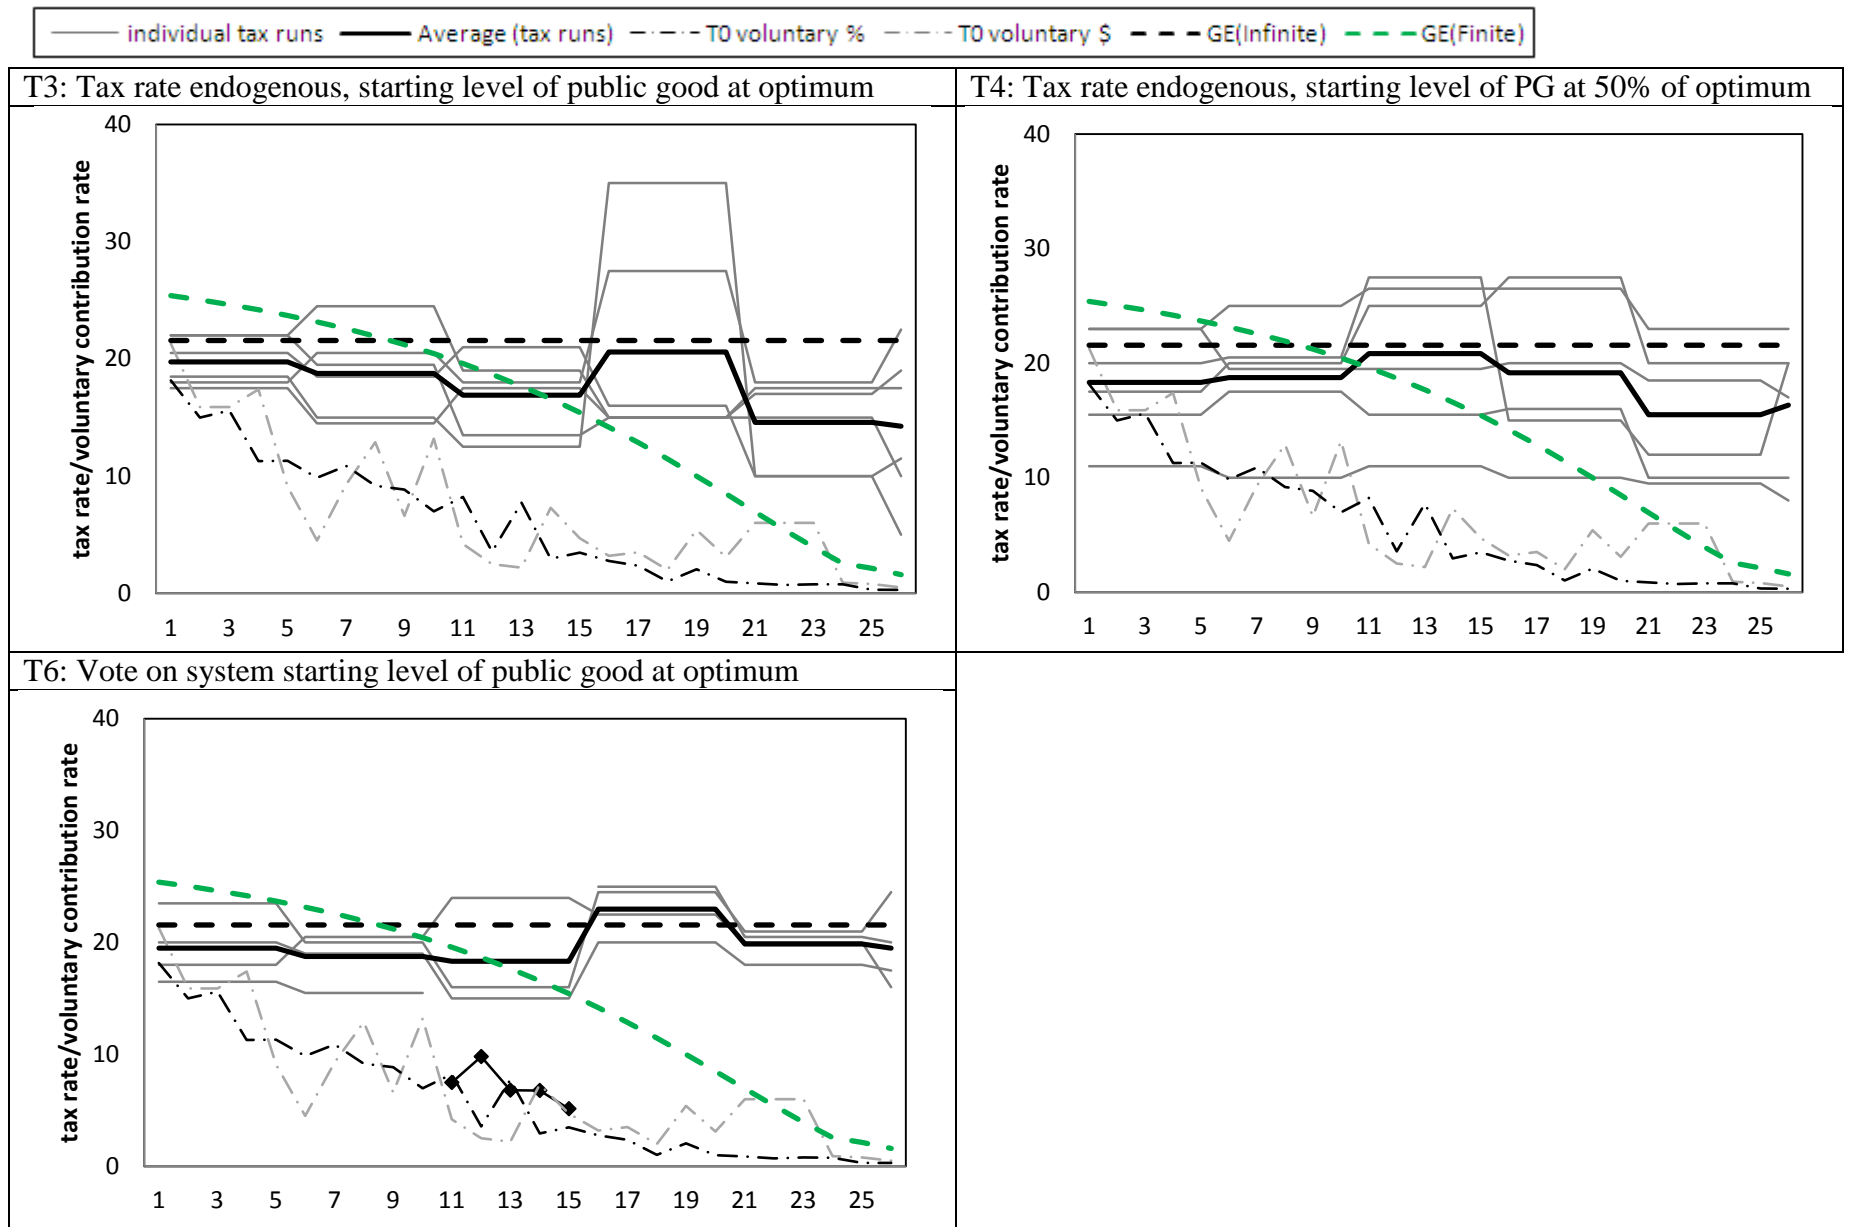 individual tax runs Average (tax runs) T0 voluntary % T0 voluntary $ GE(Infinite) GE(Finite)
T3: Tax rate endogenous, starting level of public good at optimum
tax rate/voluntary contribution rate
40
30
20
10
0
1 3 5 7 9 11 13 15 17 19 21 23 25
T4: Tax rate endogenous, starting level of PG at 50% of optimum
tax rate/voluntary contribution rate
40
30
20
10
0
1 3 5 7 9 11 13 15 17 19 21 23 25
T6: Vote on system starting level of public good at optimum
tax rate/voluntary contribution rate
40
30
20
10
0
1 3 5 7 9 11 13 15 17 19 21 23 25